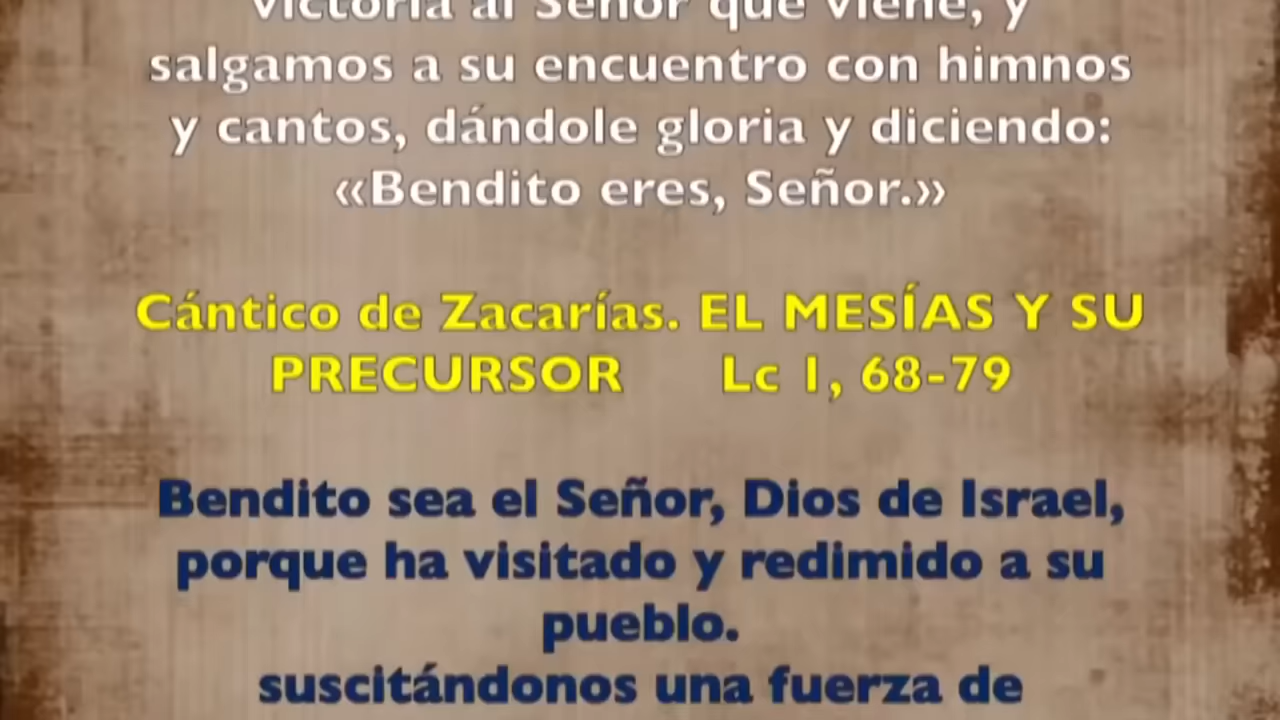 victoria al Señor que viene, y
salgamos a su encuentro con himnos
y cantos, dándole gloria y diciendo:
«Bendito eres, Señor.»
Cántico de Zacarías. EL MESÍAS Y SU
PRECURSOR Lc 1, 68-79
Bendito sea el Señor, Dios de Israel,
porque ha visitado y redimido a su
pueblo.
suscitándonos una fuerza de